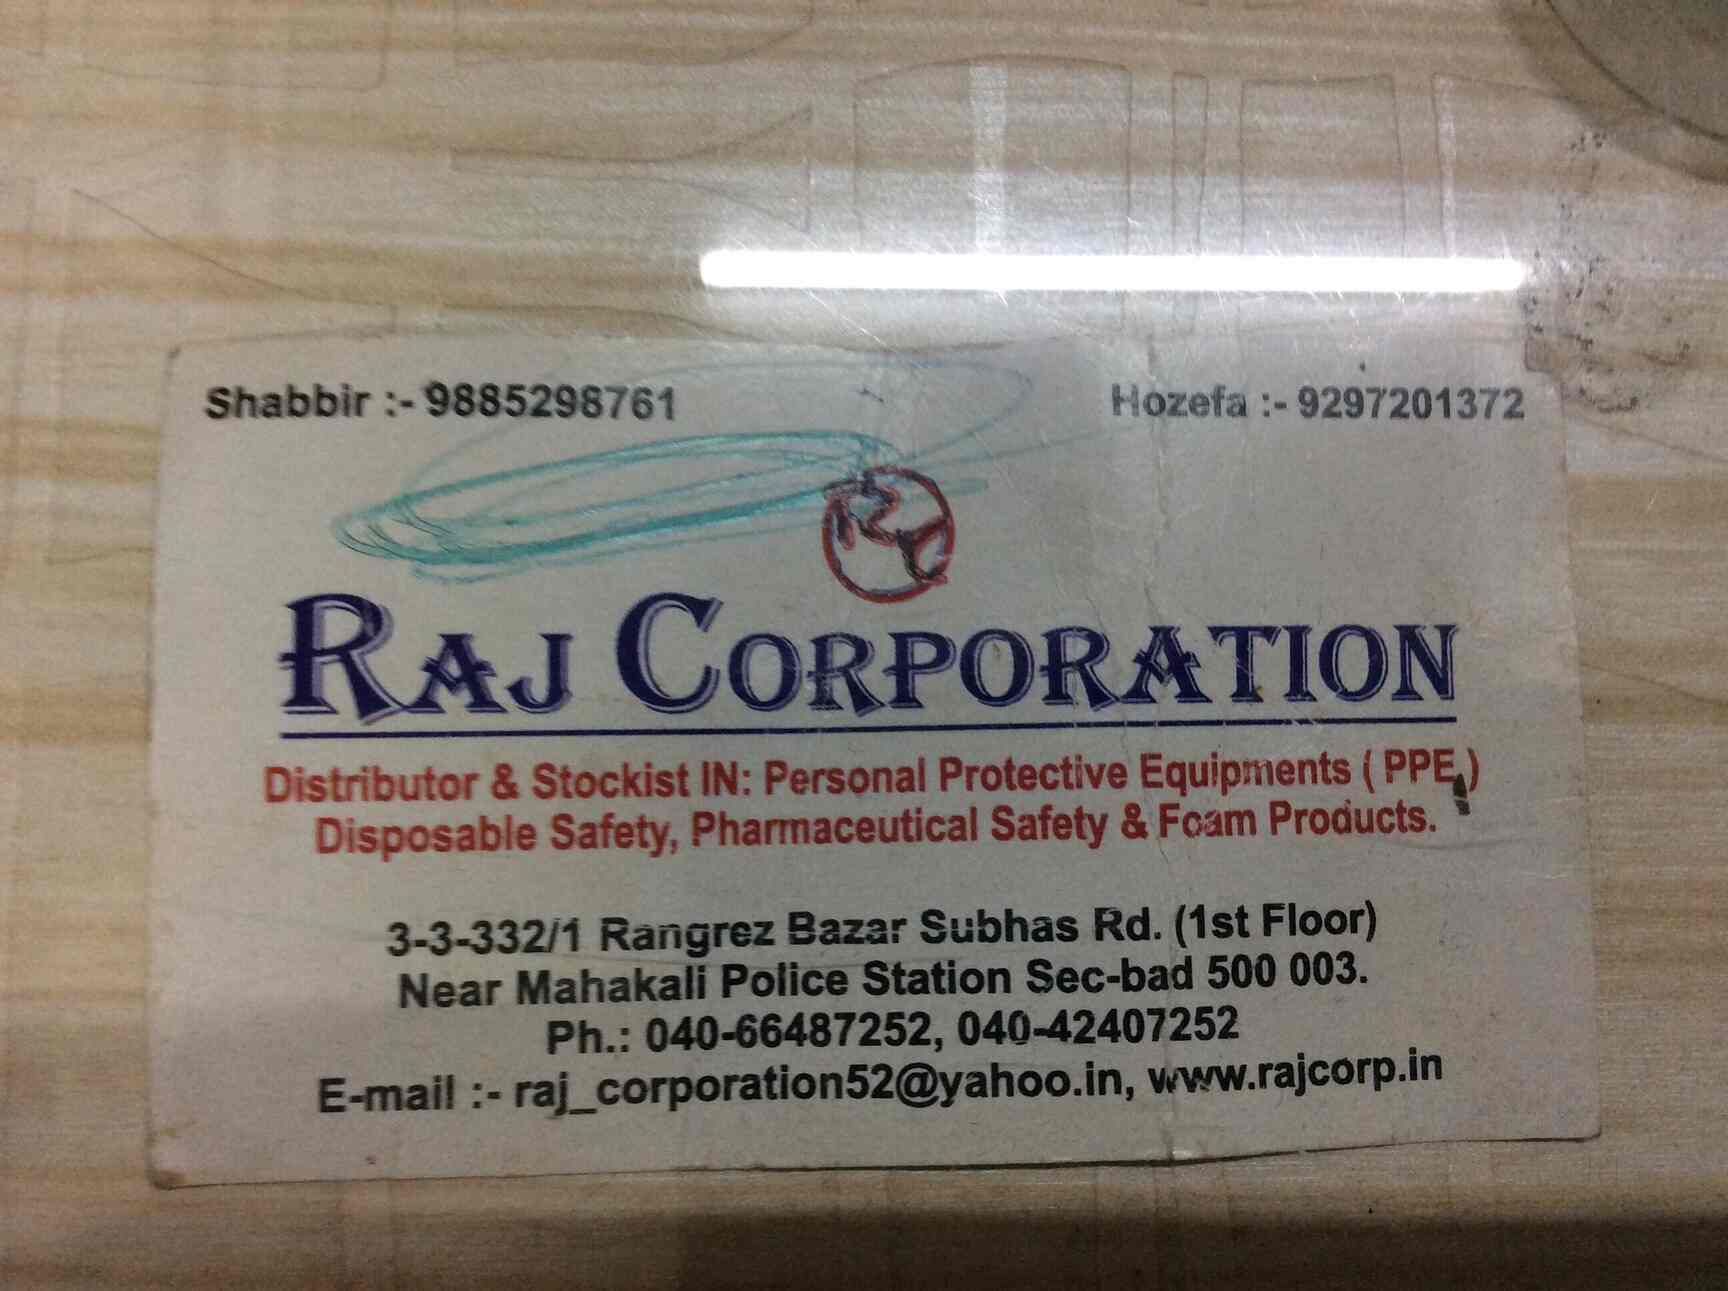 Shabbir :- 9885298761 Hozefa :- 9297201372
RAJ CORPORATION
Distributor & Stockist IN: Personal Protective Equipments ( PPE )
Disposable Safety, Pharmaceutical Safety & Foam Products.
3-3-332/1 Rangrez Bazar Subhas Rd. (1st Floor)
Near Mahakali Police Station Sec-bad 500 003.
Ph.: 040-66487252, 040-42407252
E-mail :- raj_corporation52@yahoo.in, www.rajcorp.in